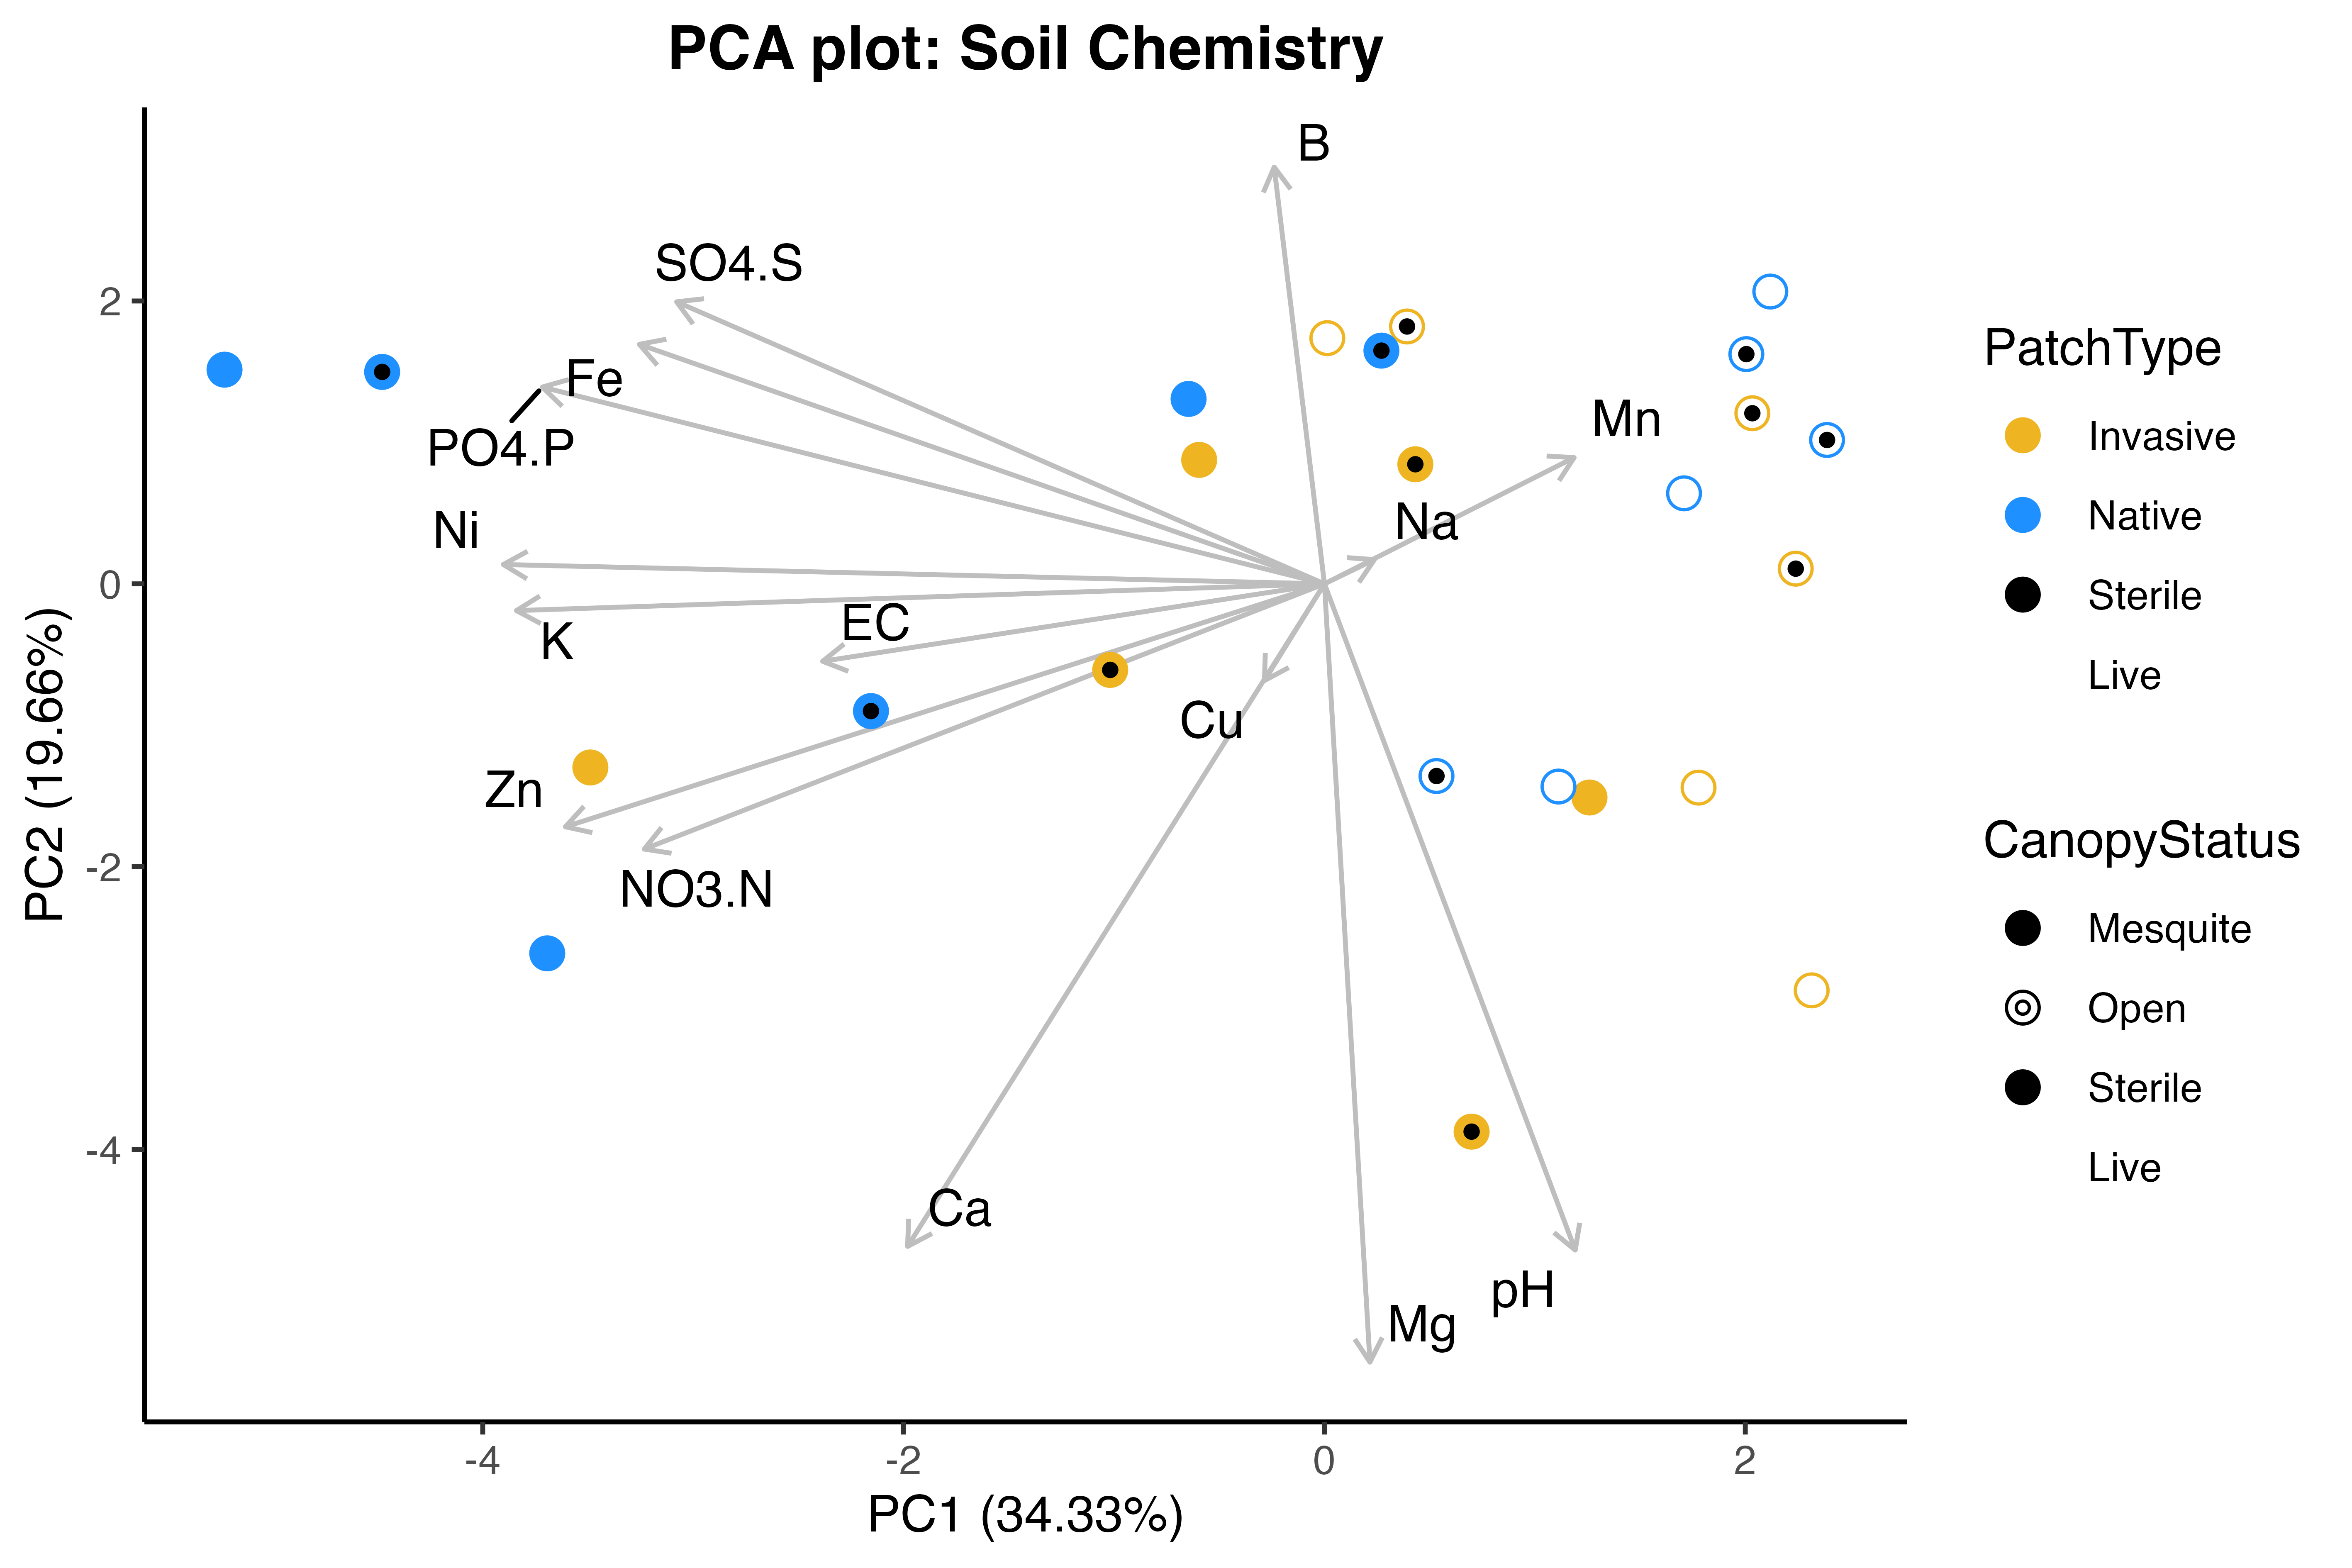 PCA plot: Soil Chemistry
B
SO4.S
2
PatchType
Fe
Mn
Invasive
PO4.P
Na
Native
Ni
0
Sterile
EC
K
Live
Cu
PC2 (19.66%)
Zn
CanopyStatus
-2
NO3.N
Mesquite
Open
Sterile
-4
Live
Ca
pH
Mg
-4
-2
0
2
PC1 (34.33%)